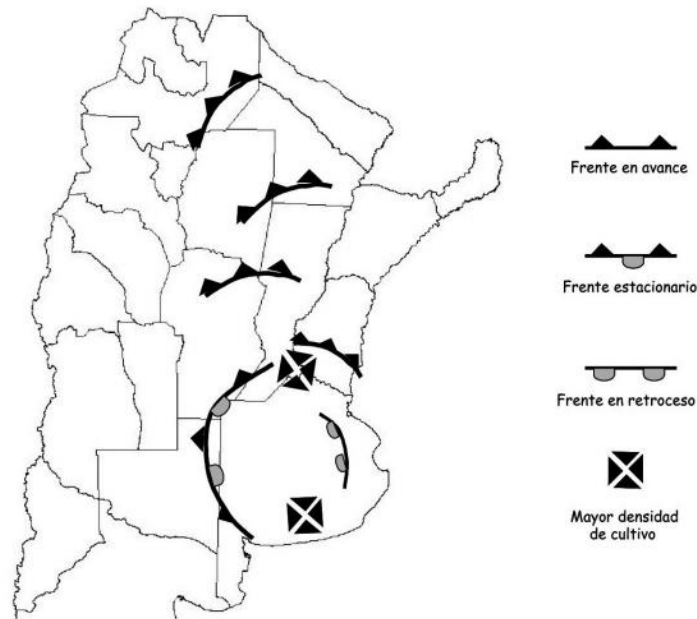 Frente en avance
Frente estacionario
Frente en retroceso
Mayor densidad
de cultivo